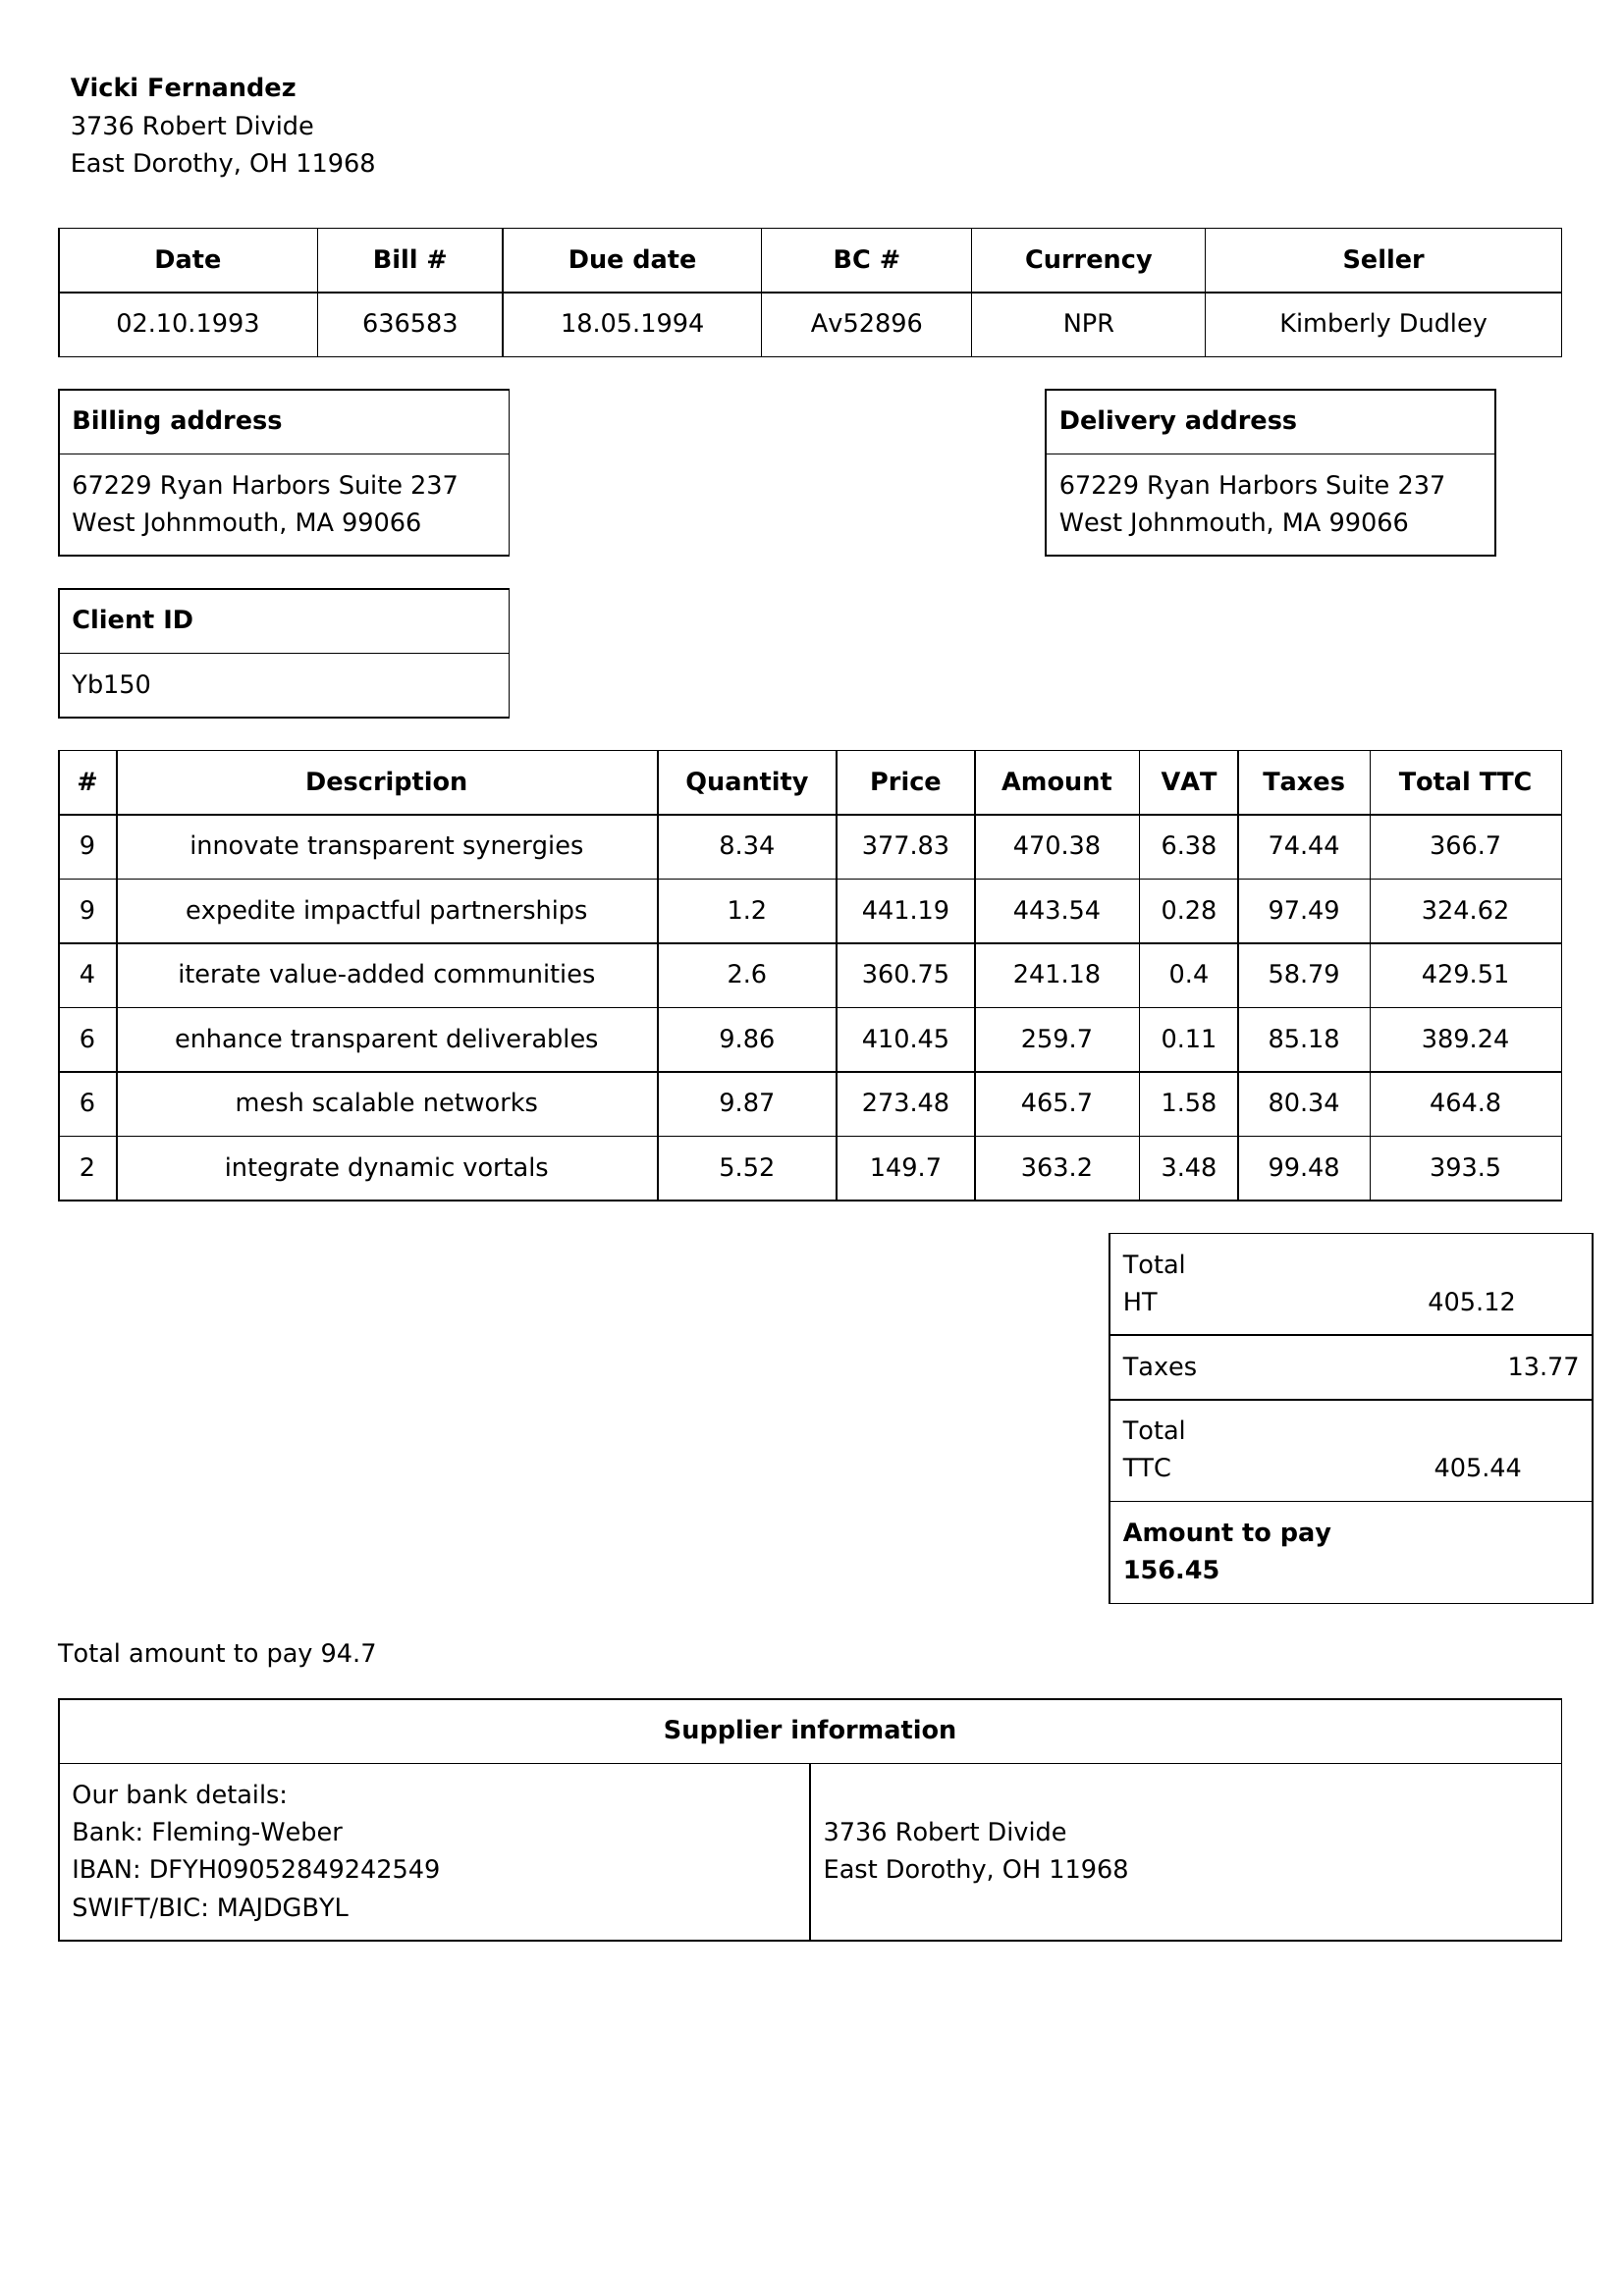 Vicki Fernandez
3736 Robert Divide
East Dorothy, OH 11968
Date Bill # Due date BC # Currency Seller
02.10.1993 636583 18.05.1994 Av52896 NPR Kimberly Dudley
Billing address
67229 Ryan Harbors Suite 237
West Johnmouth, MA 99066
Delivery address
67229 Ryan Harbors Suite 237
West Johnmouth, MA 99066
Client ID
Yb150
# Description Quantity Price Amount VAT Taxes Total TTC
9 innovate transparent synergies 8.34 377.83 470.38 6.38 74.44 366.7
9 expedite impactful partnerships 1.2 441.19 443.54 0.28 97.49 324.62
4 iterate value-added communities 2.6 360.75 241.18 0.4 58.79 429.51
6 enhance transparent deliverables 9.86 410.45 259.7 0.11 85.18 389.24
6 mesh scalable networks 9.87 273.48 465.7 1.58 80.34 464.8
2 integrate dynamic vortals 5.52 149.7 363.2 3.48 99.48 393.5
Total
HT 405.12
Taxes 13.77
Total
TTC 405.44
Amount to pay
156.45
Total amount to pay 94.7
Supplier information
Our bank details:
Bank: Fleming-Weber
IBAN: DFYH09052849242549
SWIFT/BIC: MAJDGBYL
3736 Robert Divide
East Dorothy, OH 11968